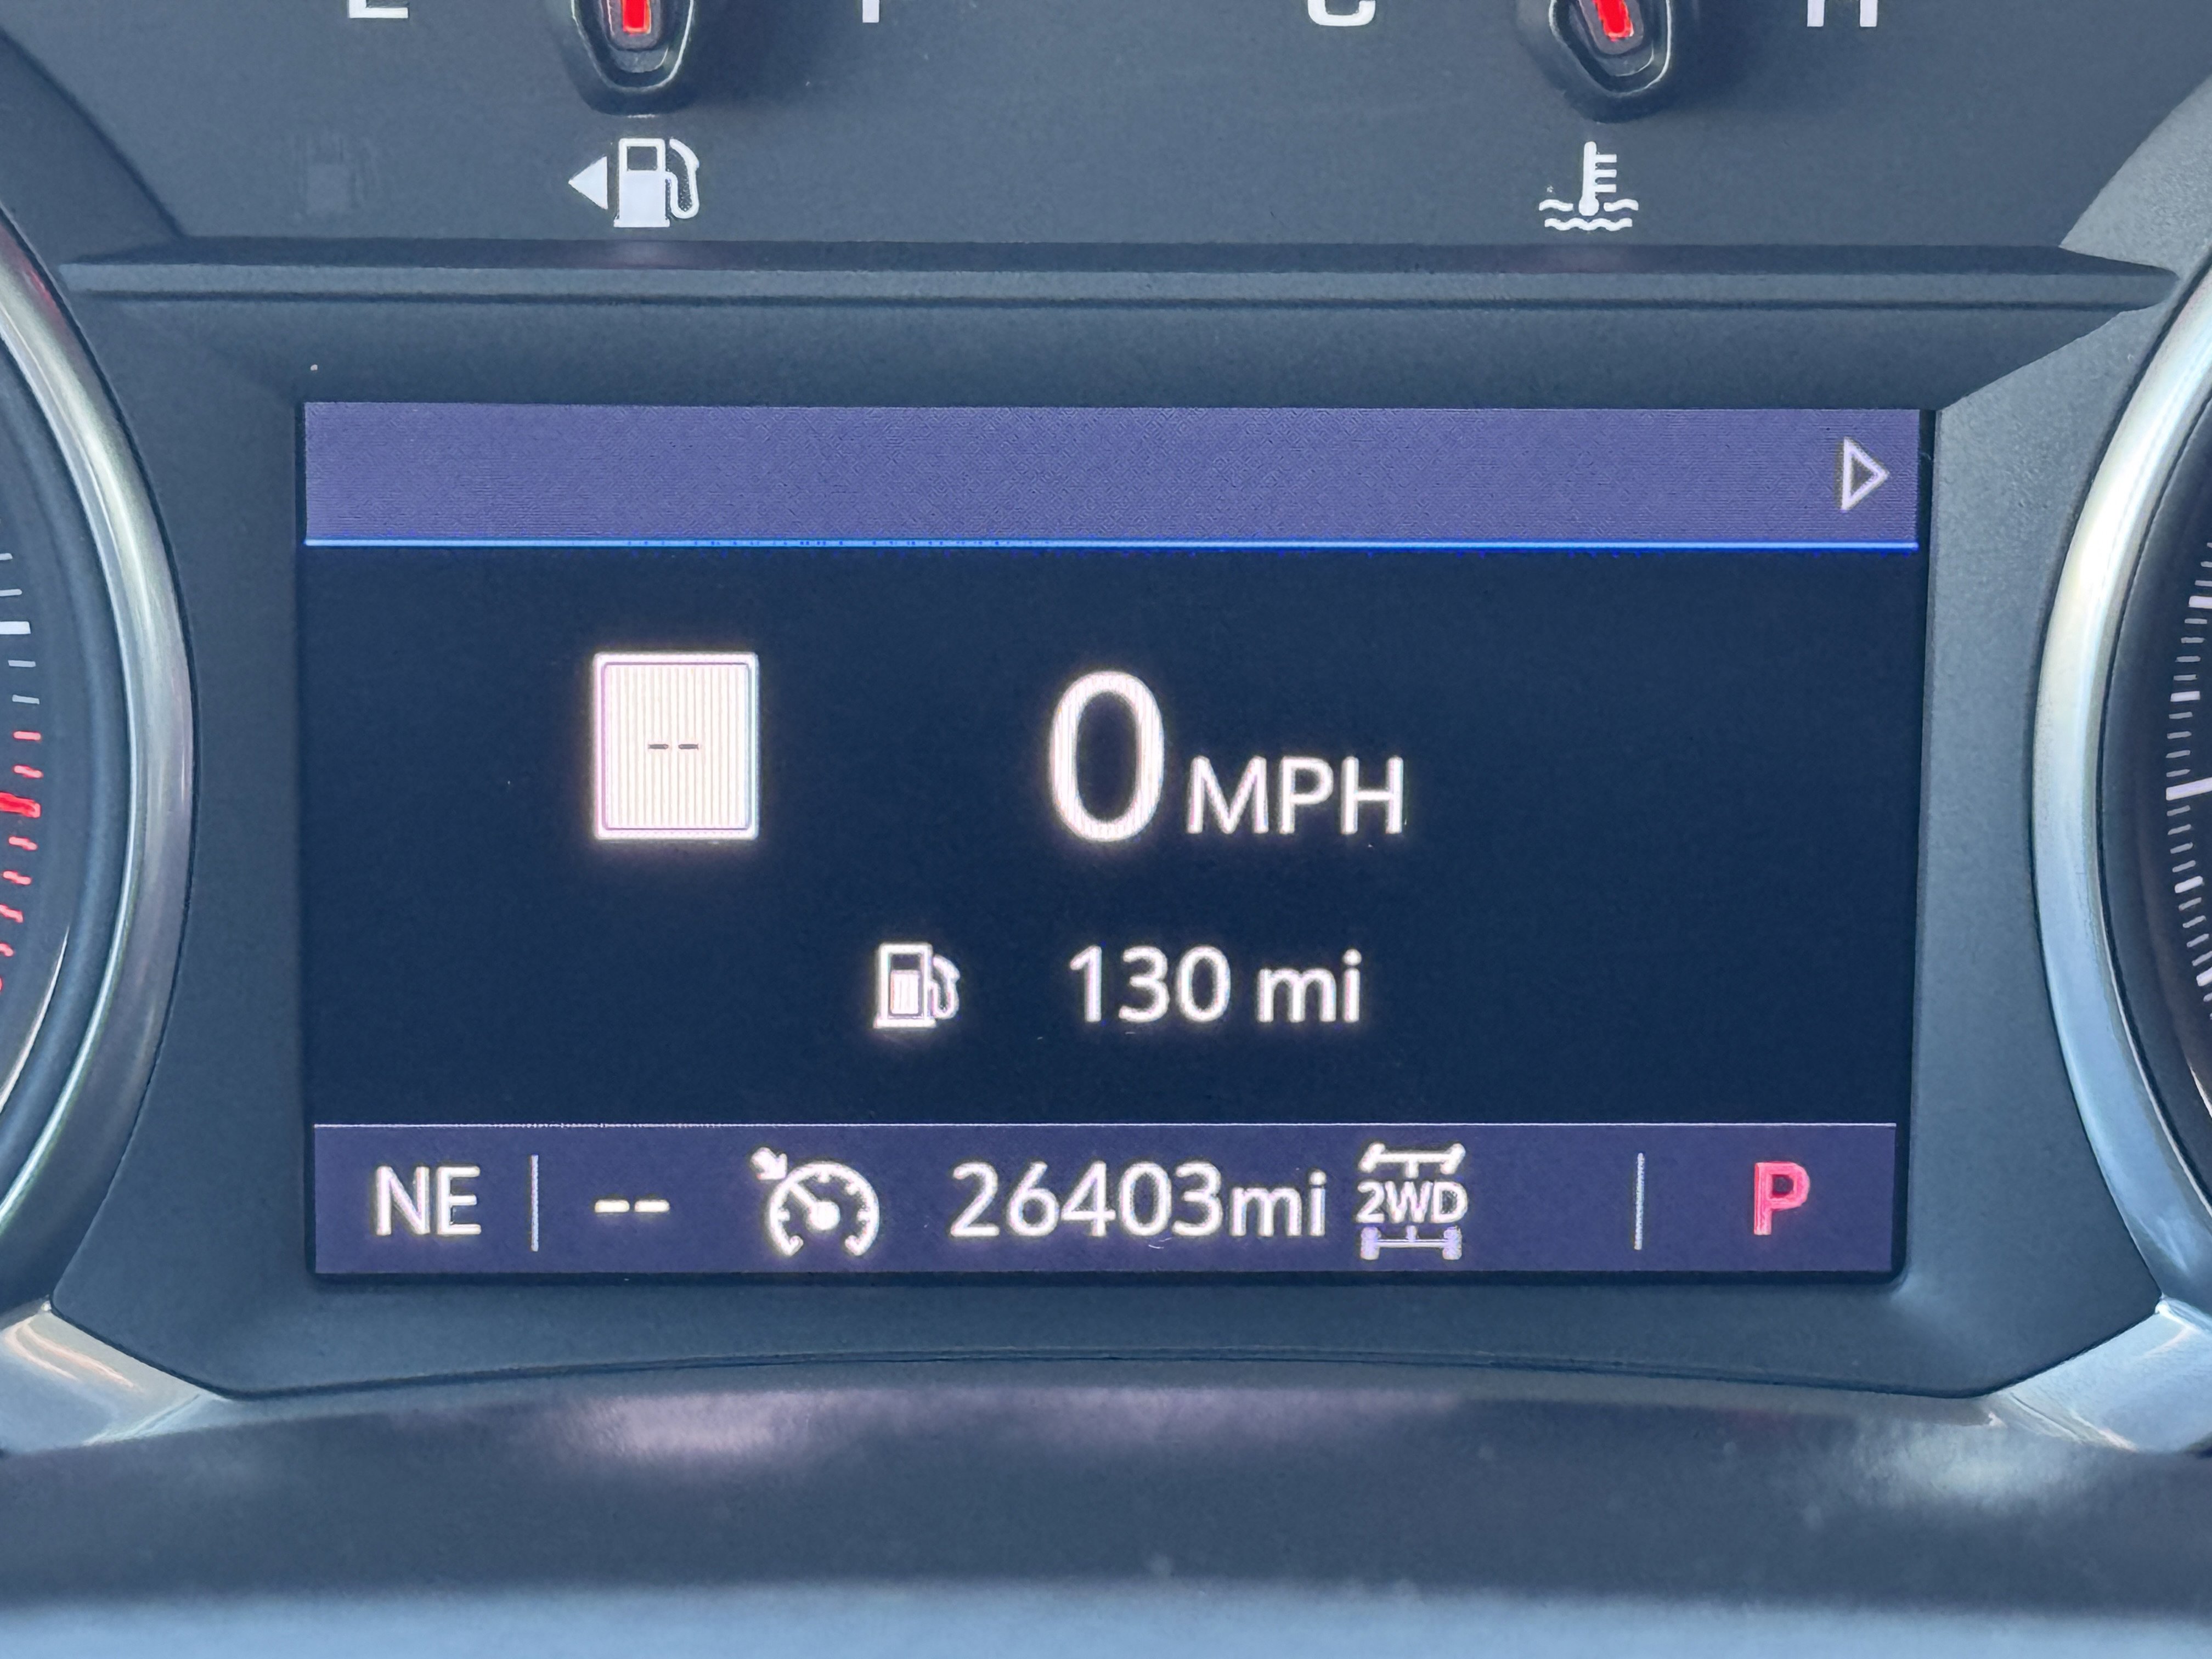 E F C H
--
0 MPH
130 mi
NE -- 26403mi 2WD P